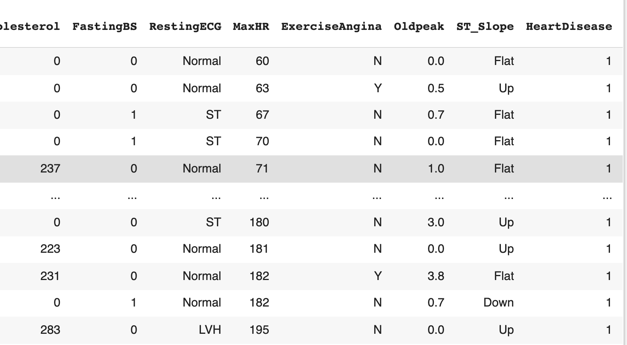 olesterol FastingBS RestingECG MaxHR ExerciseAngina Oldpeak ST_Slope HeartDisease
0 0 Normal 60 N 0.0 Flat 1
0 0 Normal 63 Y 0.5 Up 1
0 1 ST 67 N 0.7 Flat 1
0 1 ST 70 N 0.0 Flat 1
237 0 Normal 71 N 1.0 Flat 1
... ... ... ... ... ... ... ...
0 0 ST 180 N 3.0 Up 1
223 0 Normal 181 N 0.0 Up 1
231 0 Normal 182 Y 3.8 Flat 1
0 1 Normal 182 N 0.7 Down 1
283 0 LVH 195 N 0.0 Up 1